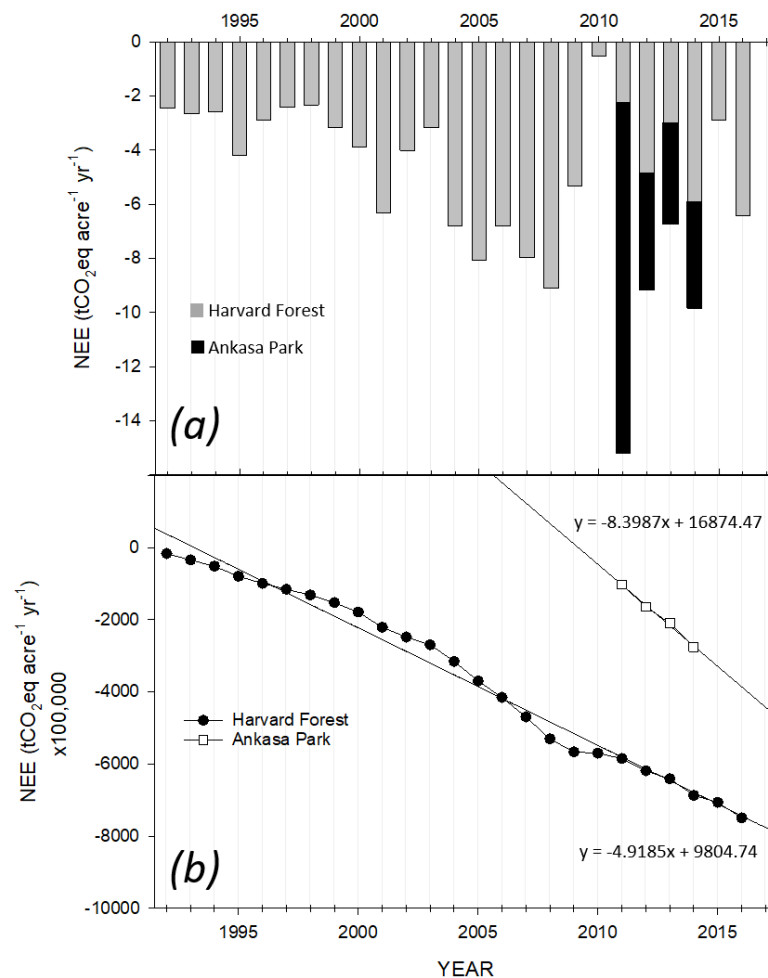 1995 2000 2005 2010 2015
0
-2
-4
-6
-8
-10
-12
-14
NEE (tCO₂eq acre⁻¹ yr⁻¹)
Harvard Forest
Ankasa Park
(a)
y = -8.3987x + 16874.47
0
-2000
-4000
-6000
-8000
-10000
NEE (tCO₂eq acre⁻¹ yr⁻¹)
x100,000
Harvard Forest
Ankasa Park
y = -4.9185x + 9804.74
(b)
1995 2000 2005 2010 2015
YEAR